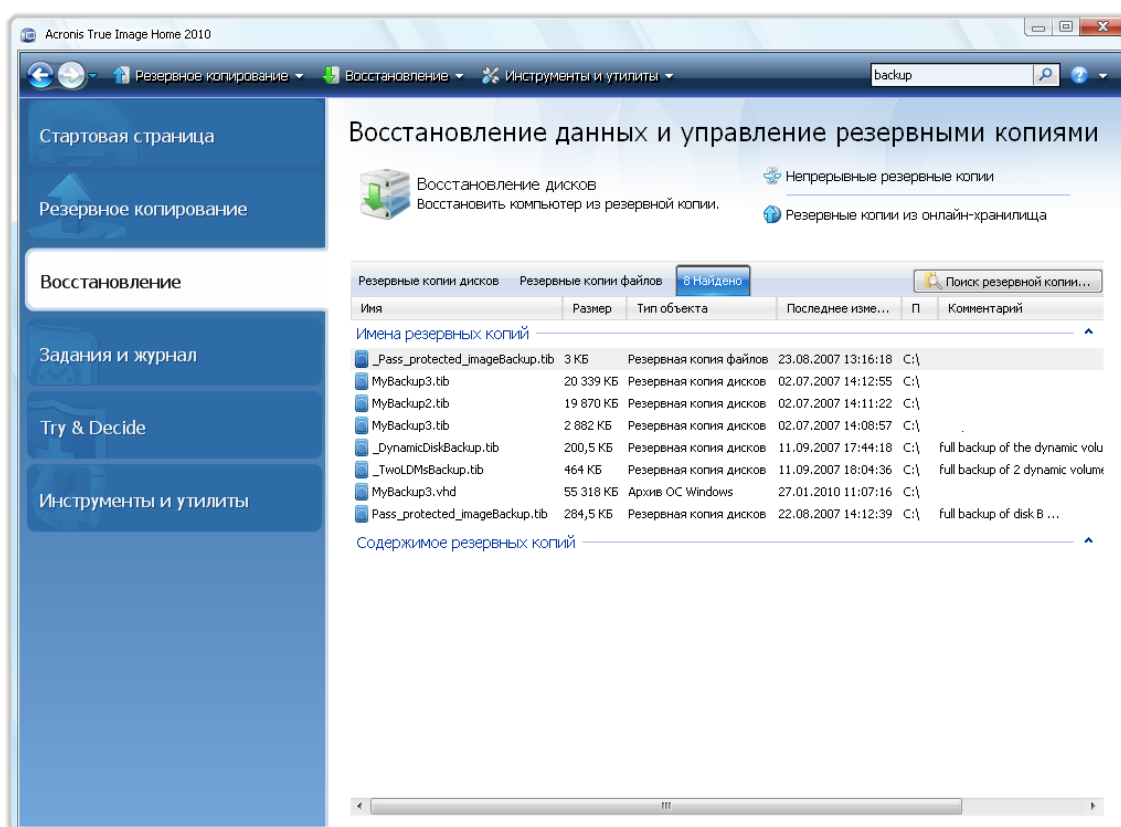 Acronis True Image Home 2010
Резервное копирование Восстановление Инструменты и утилиты backup
Стартовая страница
Резервное копирование
Восстановление
Задания и журнал
Try & Decide
Инструменты и утилиты
Восстановление данных и управление резервными копиями
Восстановление дисков
Восстановить компьютер из резервной копии.
Непрерывные резервные копии
Резервные копии из онлайн-хранилища
Резервные копии дисков Резервные копии файлов 8 Найдено Поиск резервной копии...
Имя Размер Тип объекта Последнее изме... П Комментарий
Имена резервных копий
_Pass_protected_imageBackup.tib 3 КБ Резервная копия файлов 23.08.2007 13:16:18 C:\
MyBackup3.tib 20 339 КБ Резервная копия дисков 02.07.2007 14:12:55 C:\
MyBackup2.tib 19 870 КБ Резервная копия дисков 02.07.2007 14:11:22 C:\
MyBackup3.tib 2 882 КБ Резервная копия дисков 02.07.2007 14:08:57 C:\ .
_DynamicDiskBackup.tib 200,5 КБ Резервная копия дисков 11.09.2007 17:44:18 C:\ full backup of the dynamic volu
_TwoLDMsBackup.tib 464 КБ Резервная копия дисков 11.09.2007 18:04:36 C:\ full backup of 2 dynamic volume
MyBackup3.vhd 55 318 КБ Архив ОС Windows 27.01.2010 11:07:16 C:\
Pass_protected_imageBackup.tib 284,5 КБ Резервная копия дисков 22.08.2007 14:12:39 C:\ full backup of disk B ...
Содержимое резервных копий